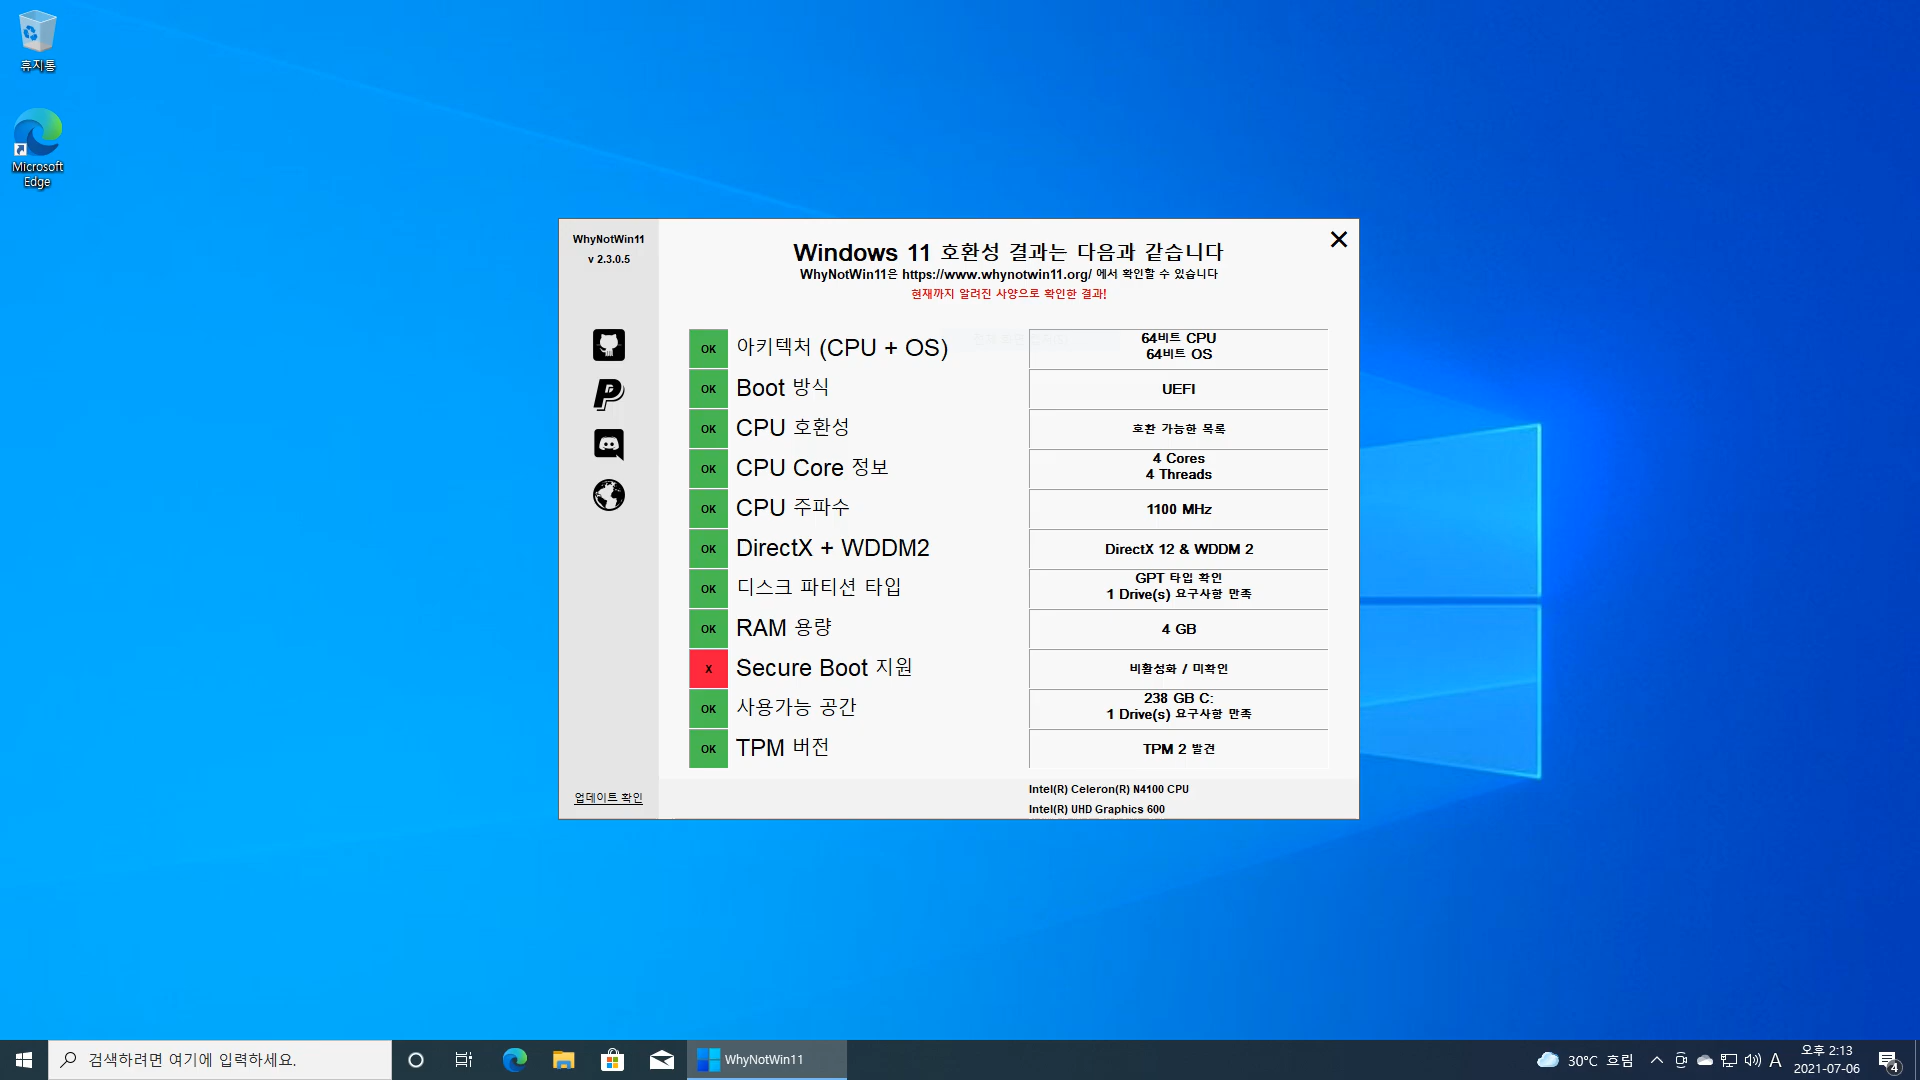 휴지통
Microsoft
Edge
WhyNotWin11
v 2.3.0.5
업데이트 확인
Windows 11 호환성 결과는 다음과 같습니다
WhyNotWin11은 https://www.whynotwin11.org/ 에서 확인할 수 있습니다
현재까지 알려진 사양으로 확인한 결과!
OK 아키텍처 (CPU + OS) 64비트 CPU
64비트 OS
OK Boot 방식 UEFI
OK CPU 호환성 호환 가능한 목록
OK CPU Core 정보 4 Cores
4 Threads
OK CPU 주파수 1100 MHz
OK DirectX + WDDM2 DirectX 12 & WDDM 2
OK 디스크 파티션 타입 GPT 타입 확인
1 Drive(s) 요구사항 만족
OK RAM 용량 4 GB
X Secure Boot 지원 비활성화 / 미확인
OK 사용가능 공간 238 GB C:
1 Drive(s) 요구사항 만족
OK TPM 버전 TPM 2 발견
Intel(R) Celeron(R) N4100 CPU
Intel(R) UHD Graphics 600
검색하려면 여기에 입력하세요.
WhyNotWin11
30°C 흐림
A
오후 2:13
2021-07-06
4